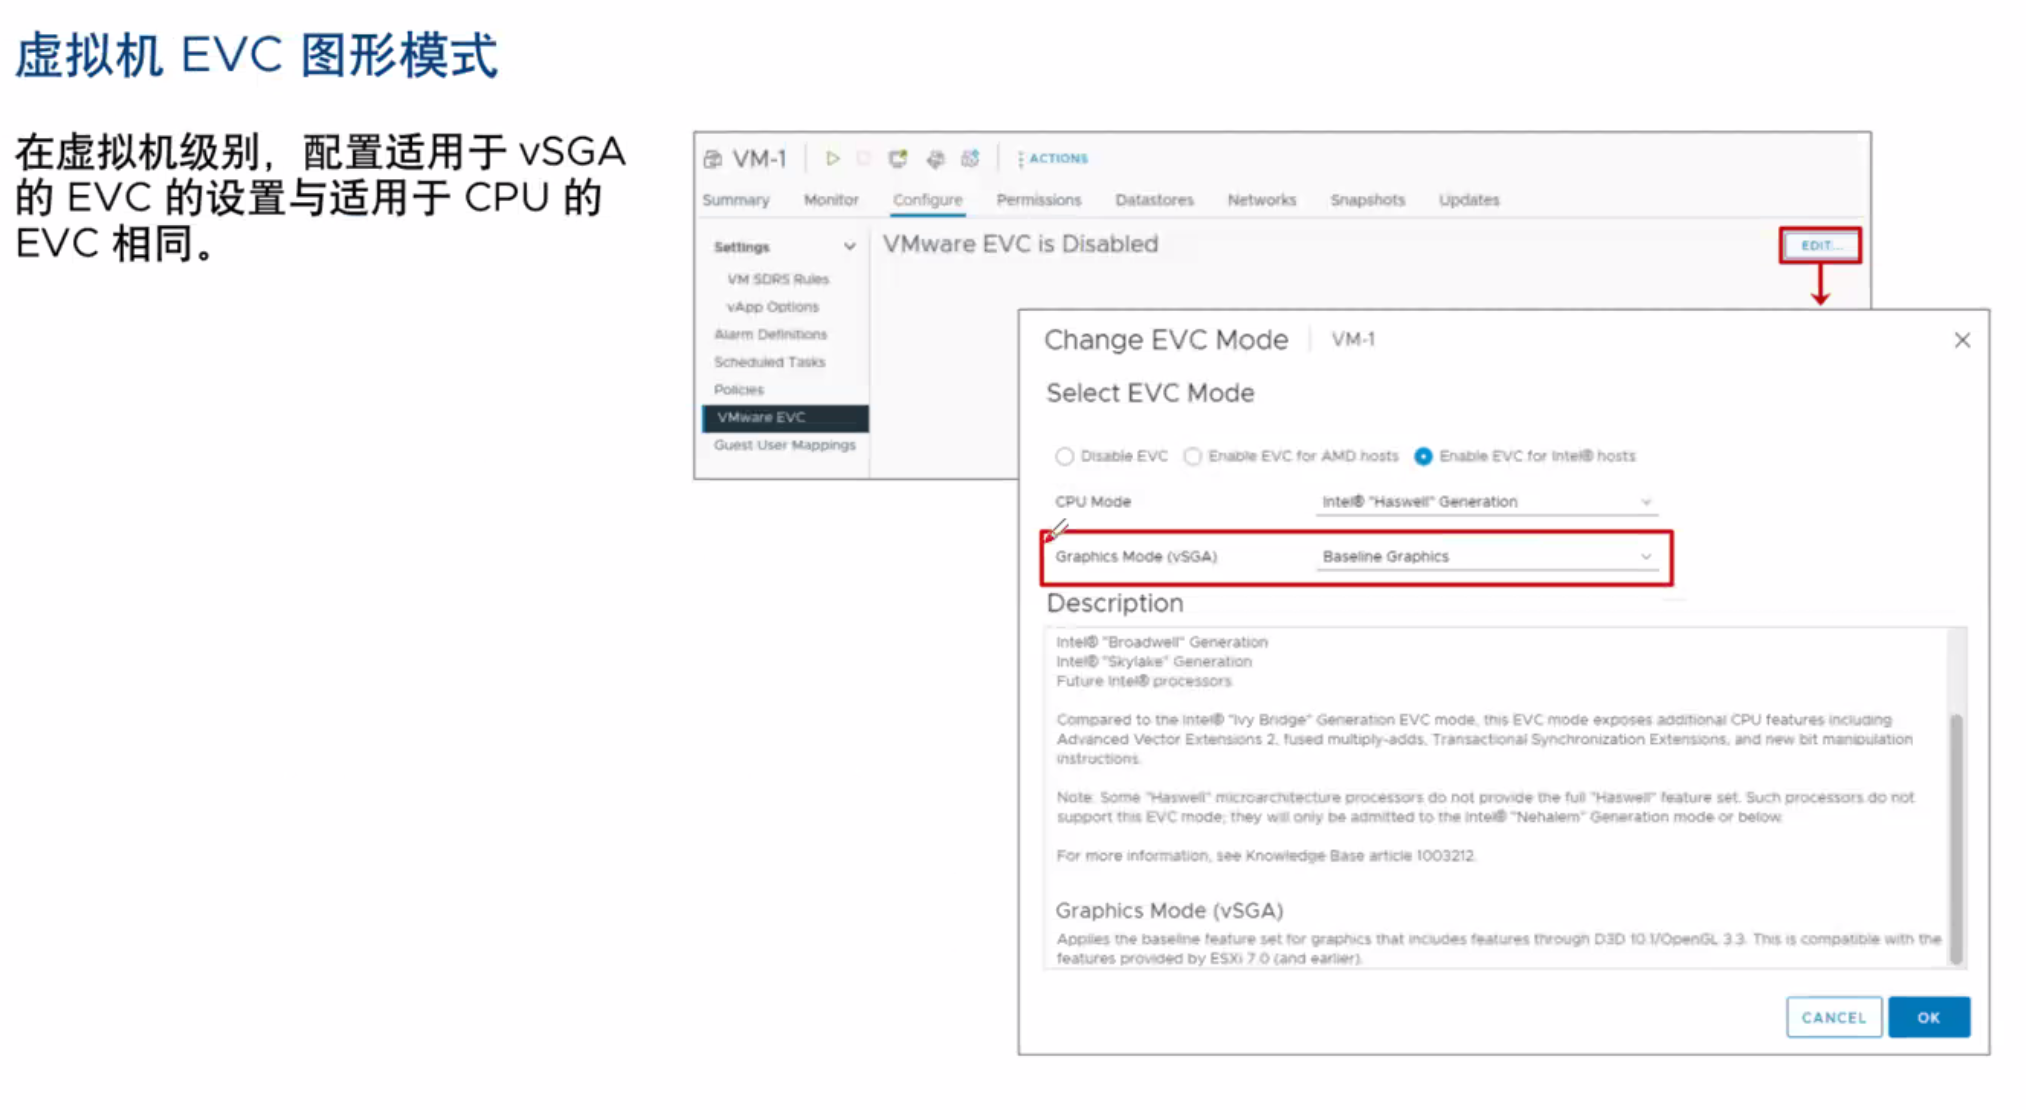 虚拟机 EVC 图形模式
在虚拟机级别，配置适用于 vSGA
的 EVC 的设置与适用于 CPU 的
EVC 相同。
VM-1
ACTIONS
Summary Monitor Configure Permissions Datastores Networks Snapshots Updates
Settings
VM SDRS Rules
vApp Options
Alarm Definitions
Scheduled Tasks
Policies
VMware EVC
Guest User Mappings
VMware EVC is Disabled
EDIT...
Change EVC Mode VM-1
Select EVC Mode
Disable EVC Enable EVC for AMD hosts Enable EVC for Intel® hosts
CPU Mode Intel® "Haswell" Generation
Graphics Mode (vSGA) Baseline Graphics
Description
Intel® "Broadwell" Generation
Intel® "Skylake" Generation
Future Intel® processors
Compared to the Intel® "Ivy Bridge" Generation EVC mode, this EVC mode exposes additional CPU features including
Advanced Vector Extensions 2, fused multiply-adds, Transactional Synchronization Extensions, and new bit manipulation
instructions.
Note: Some "Haswell" microarchitecture processors do not provide the full "Haswell" feature set. Such processors do not
support this EVC mode; they will only be admitted to the Intel® "Nehalem" Generation mode or below.
For more information, see Knowledge Base article 1003212.
Graphics Mode (vSGA)
Applies the baseline feature set for graphics that includes features through D3D 10.1/OpenGL 3.3. This is compatible with the
features provided by ESXi 7.0 (and earlier).
CANCEL OK